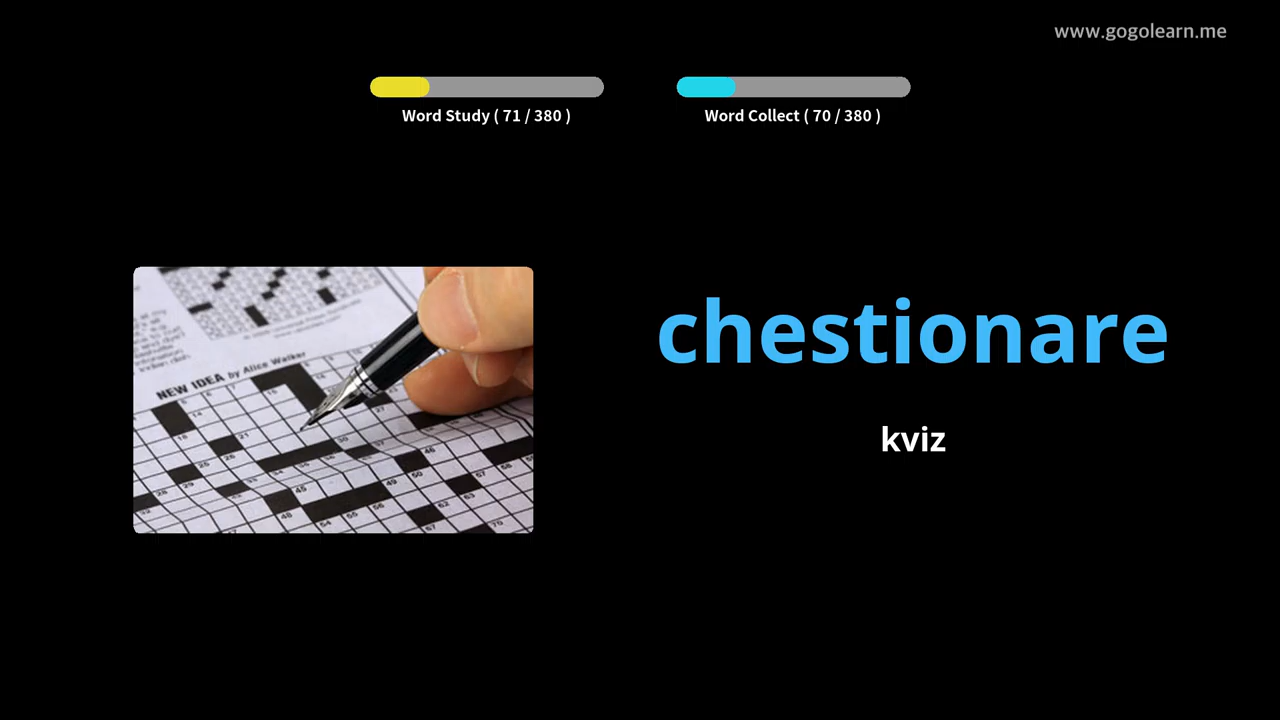 www.gogolearn.me
Word Study ( 71 / 380 )
Word Collect ( 70 / 380 )
chestionare
kviz
NEW IDEA by Alice Walker